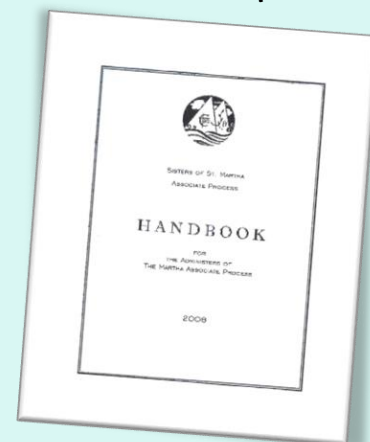 SISTERS OF ST. MARTHA
ASSOCIATE PROCESS
HANDBOOK
FOR
THE ADMINISTERS OF
THE MARTHA ASSOCIATE PROCESS
2008